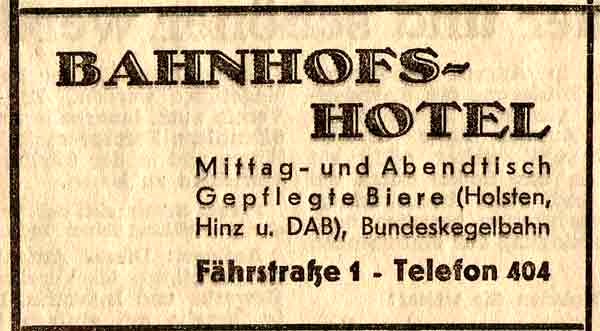 BAHNHOFS-
HOTEL
Mittag- und Abendtisch
Gepflegte Biere (Holsten,
Hinz u. DAB), Bundeskegelbahn
Fährstraße 1 - Telefon 404